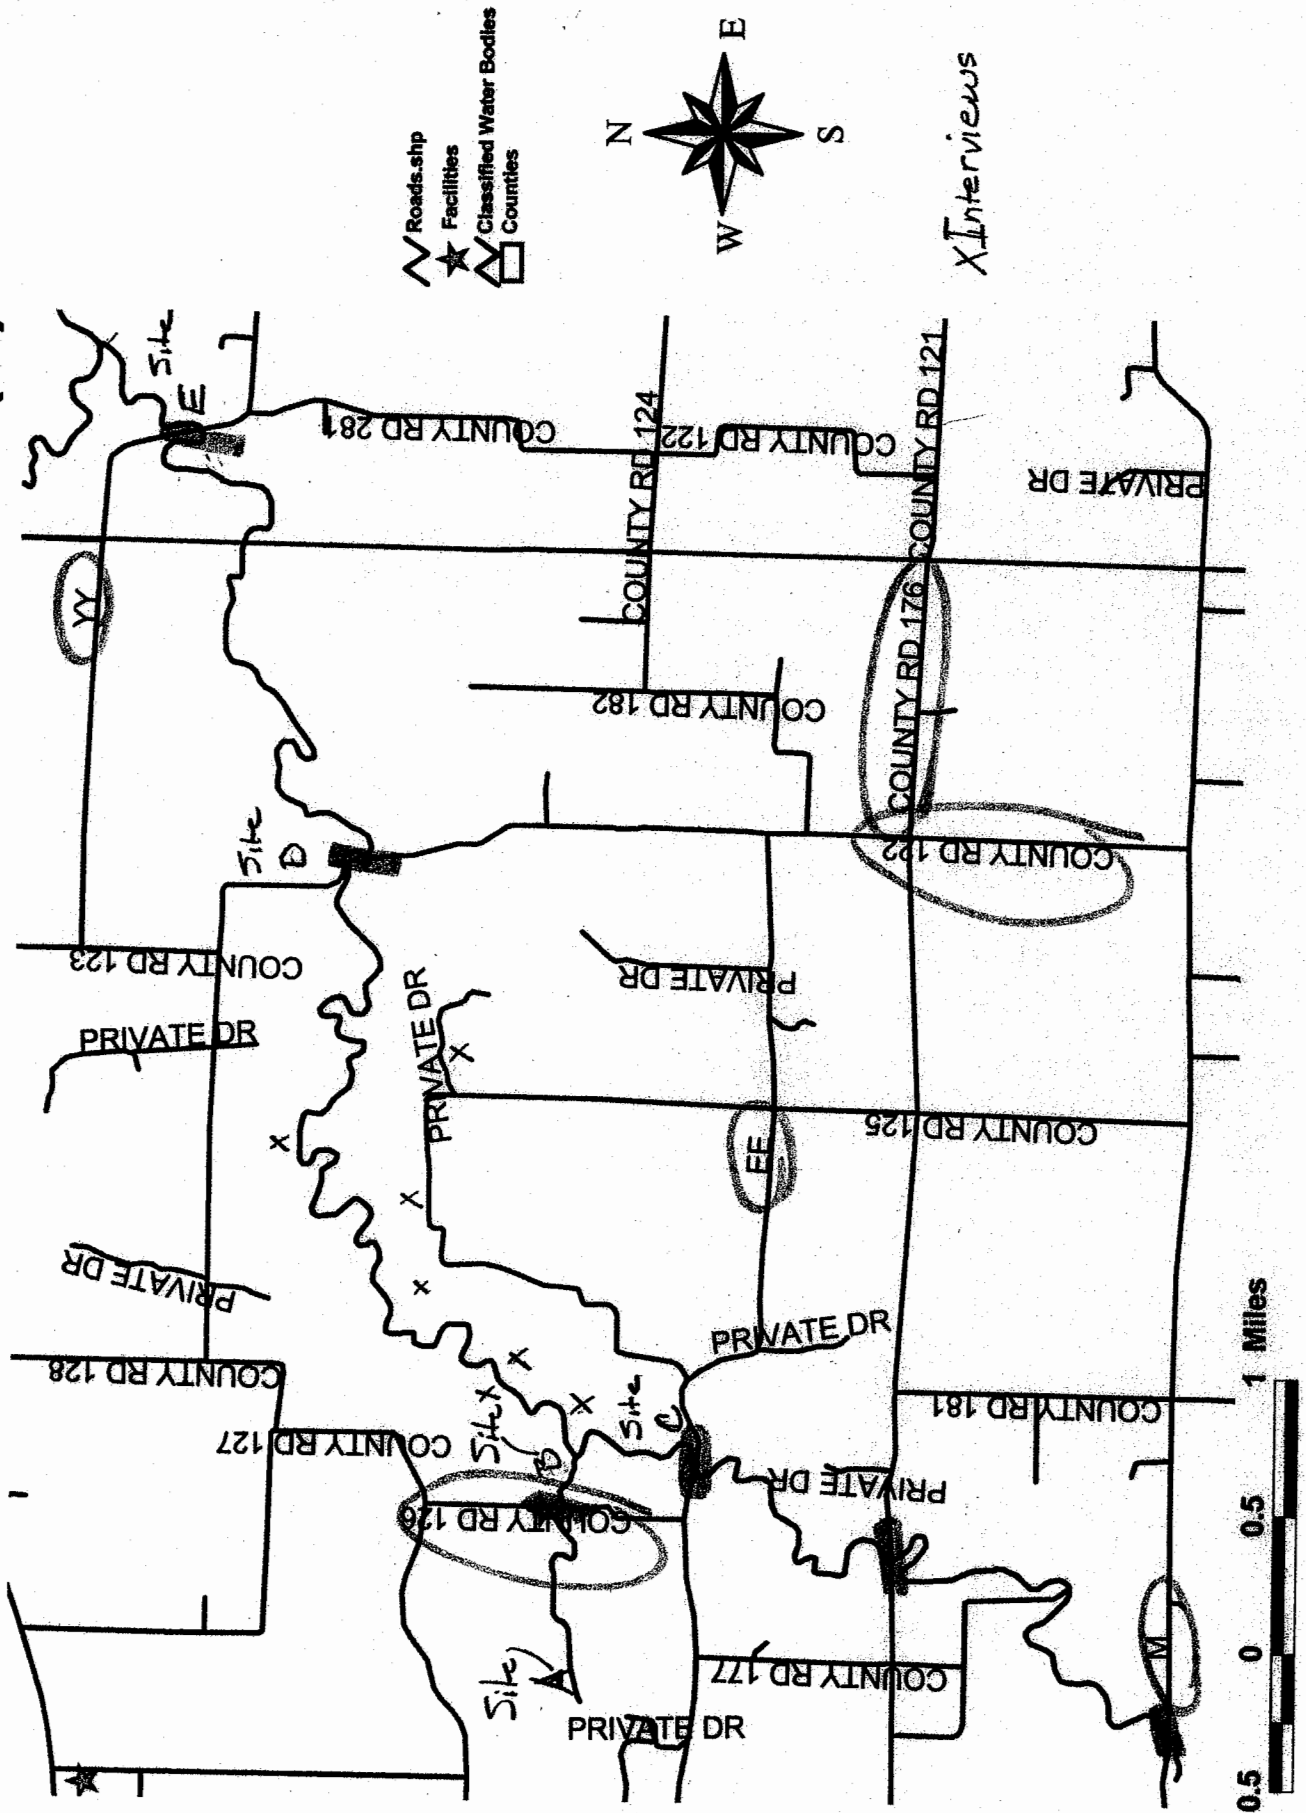 Roads.shp
Facilities
Classified Water Bodies
Counties
N
E
S
W
X Interviews
Site
E
YY
COUNTY RD 281
COUNTY RD 124
COUNTY RD 122
COUNTY RD 121
PRIVATE DR
COUNTY RD 176
COUNTY RD 182
Site
D
COUNTY RD 122
COUNTY RD 123
PRIVATE DR
PRIVATE DR
PRIVATE DR
X
X
X
X
X
X
X
EE
COUNTY RD 125
PRIVATE DR
COUNTY RD 128
COUNTY RD 127
Site
B
Site
C
PRIVATE DR
COUNTY RD 181
COUNTY RD 126
PRIVATE DR
Site
A
PRIVATE DR
COUNTY RD 177
M
0.5
0
0.5
1 Miles